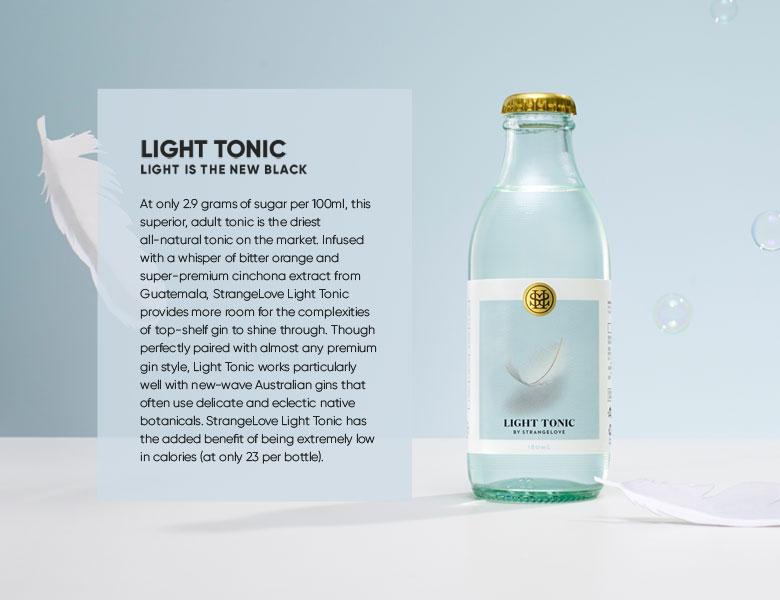 LIGHT TONIC
LIGHT IS THE NEW BLACK
At only 2.9 grams of sugar per 100ml, this
superior, adult tonic is the driest
all-natural tonic on the market. Infused
with a whisper of bitter orange and
super-premium cinchona extract from
Guatemala, StrangeLove Light Tonic
provides more room for the complexities
of top-shelf gin to shine through. Though
perfectly paired with almost any premium
gin style, Light Tonic works particularly
well with new-wave Australian gins that
often use delicate and eclectic native
botanicals. StrangeLove Light Tonic has
the added benefit of being extremely low
in calories (at only 23 per bottle).
LIGHT TONIC
BY STRANGELOVE
180ML